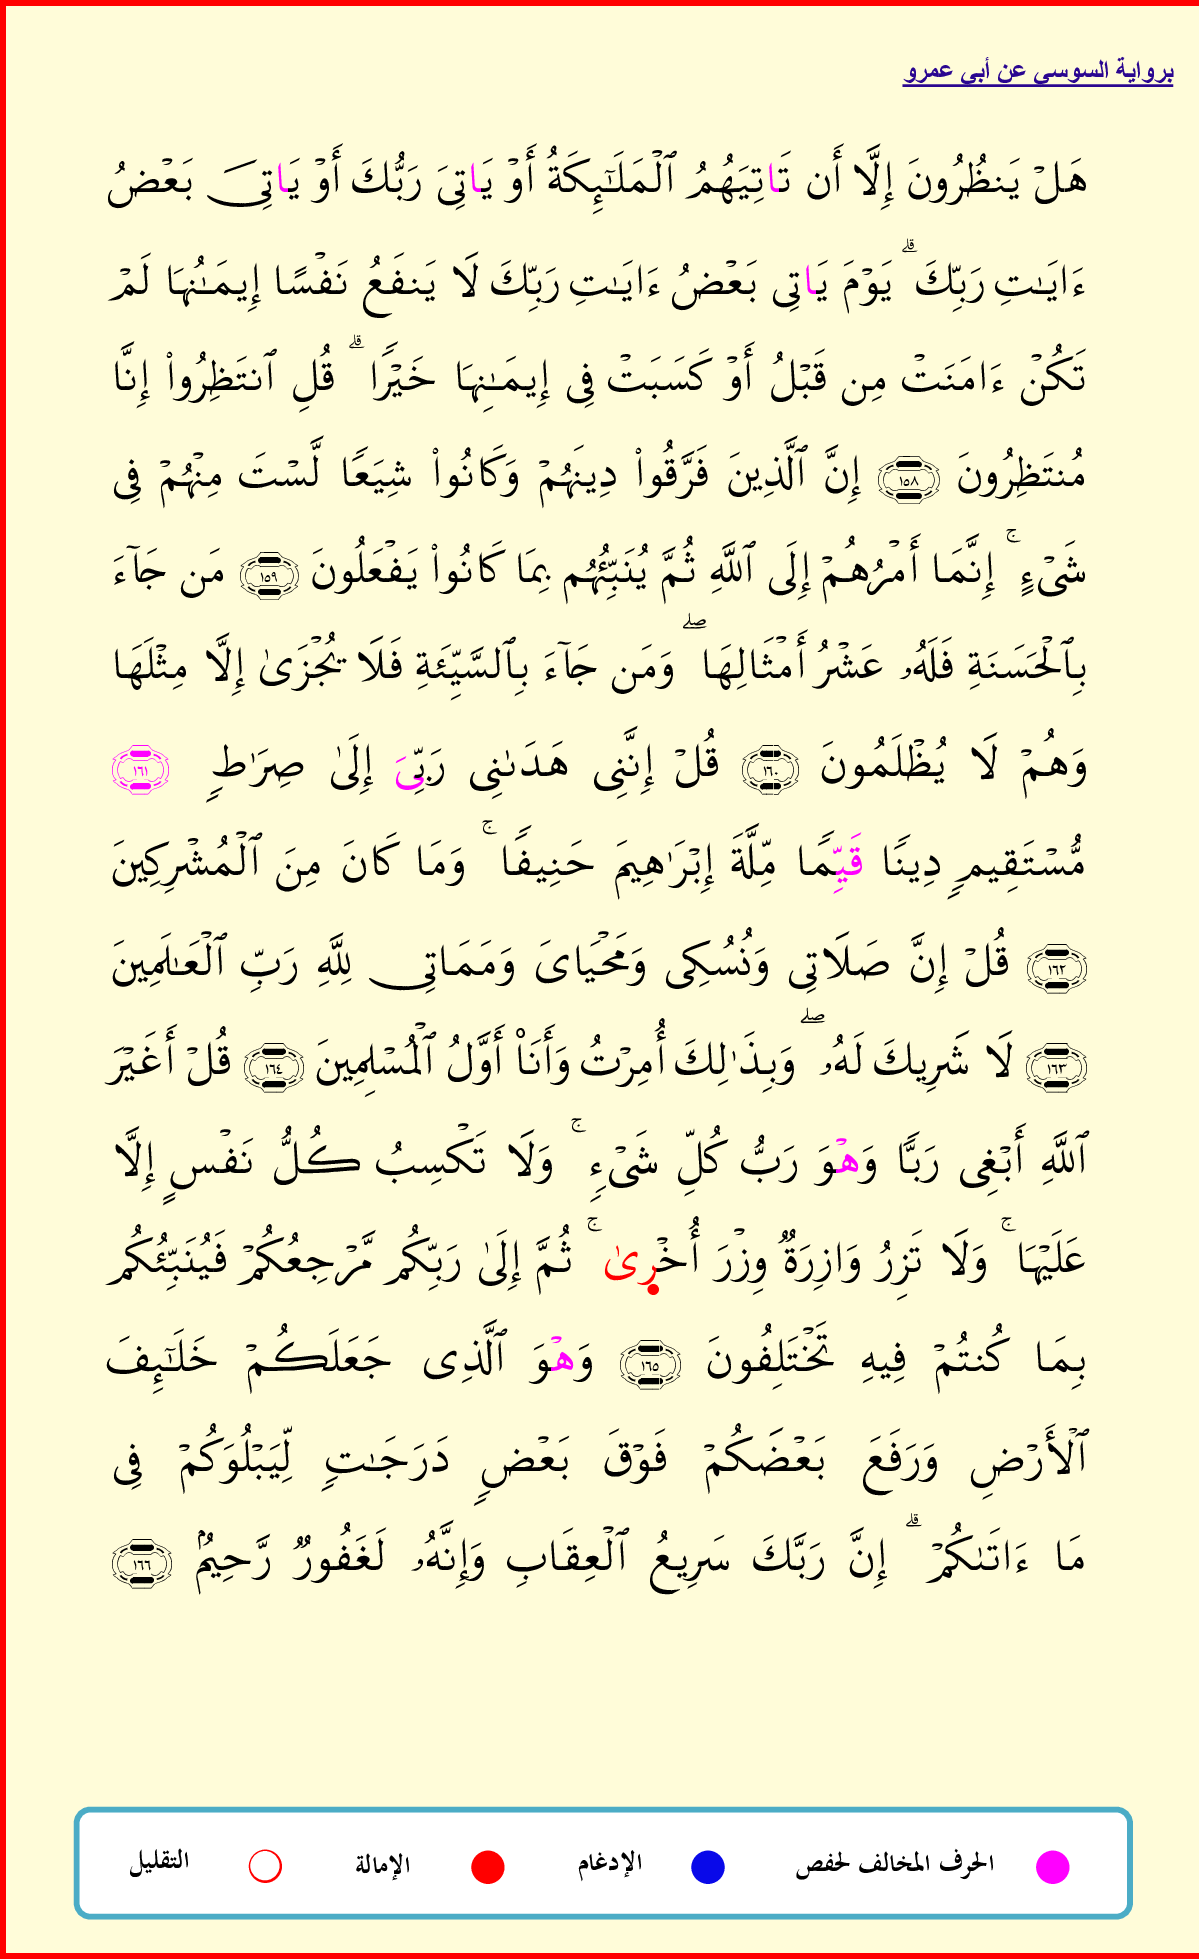 برواية السوسي عن أبي عمرو
هَلۡ يَنظُرُونَ إِلَّا أَن تَاتِيَهُمُ ٱلۡمَلَٰٓئِكَةُ أَوۡ يَاتِىَ رَبُّكَ أَوۡ يَاتِىَ بَعۡضُ
ءَايَٰتِ رَبِّكَۗ يَوۡمَ يَاتِى بَعۡضُ ءَايَٰتِ رَبِّكَ لَا يَنفَعُ نَفۡسًا إِيمَٰنُهَا لَمۡ
تَكُنۡ ءَامَنَتۡ مِن قَبۡلُ أَوۡ كَسَبَتۡ فِى إِيمَٰنِهَا خَيۡرًاۗ قُلِ ٱنتَظِرُواْ إِنَّا
مُنتَظِرُونَ ١٥٨ إِنَّ ٱلَّذِينَ فَرَّقُواْ دِينَهُمۡ وَكَانُواْ شِيَعًا لَّسۡتَ مِنۡهُمۡ فِى
شَىۡءٍۚ إِنَّمَا أَمۡرُهُمۡ إِلَى ٱللَّهِ ثُمَّ يُنَبِّئُهُم بِمَا كَانُواْ يَفۡعَلُونَ ١٥٩ مَن جَآءَ
بِٱلۡحَسَنَةِ فَلَهُۥ عَشۡرُ أَمۡثَالِهَاۖ وَمَن جَآءَ بِٱلسَّيِّئَةِ فَلَا يُجۡزَىٰ إِلَّا مِثۡلَهَا
وَهُمۡ لَا يُظۡلَمُونَ ١٦٠ قُلۡ إِنَّنِى هَدَىٰنِى رَبِّىَ إِلَىٰ صِرَٰطٍ ١٦١
مُّسۡتَقِيمٍ دِينًا قَيِّمًا مِّلَّةَ إِبۡرَٰهِيمَ حَنِيفًاۚ وَمَا كَانَ مِنَ ٱلۡمُشۡرِكِينَ
١٦٢ قُلۡ إِنَّ صَلَاتِى وَنُسُكِى وَمَحۡيَاىَ وَمَمَاتِى لِلَّهِ رَبِّ ٱلۡعَٰلَمِينَ
١٦٣ لَا شَرِيكَ لَهُۥۖ وَبِذَٰلِكَ أُمِرۡتُ وَأَنَا۠ أَوَّلُ ٱلۡمُسۡلِمِينَ ١٦٤ قُلۡ أَغَيۡرَ
ٱللَّهِ أَبۡغِى رَبًّا وَهۡوَ رَبُّ كُلِّ شَىۡءٍۚ وَلَا تَكۡسِبُ كُلُّ نَفۡسٍ إِلَّا
عَلَيۡهَاۚ وَلَا تَزِرُ وَازِرَةٌ وِزۡرَ أُخۡرِىٰۚ ثُمَّ إِلَىٰ رَبِّكُم مَّرۡجِعُكُمۡ فَيُنَبِّئُكُم
بِمَا كُنتُمۡ فِيهِ تَخۡتَلِفُونَ ١٦٥ وَهۡوَ ٱلَّذِى جَعَلَكُمۡ خَلَٰٓئِفَ
ٱلۡأَرۡضِ وَرَفَعَ بَعۡضَكُمۡ فَوۡقَ بَعۡضٍ دَرَجَٰتٍ لِّيَبۡلُوَكُمۡ فِى
مَا ءَاتَىٰكُمۡۗ إِنَّ رَبَّكَ سَرِيعُ ٱلۡعِقَابِ وَإِنَّهُۥ لَغَفُورٌ رَّحِيمُۢ ١٦٦
الحرف المخالف لحفص الإدغام الإمالة التقليل